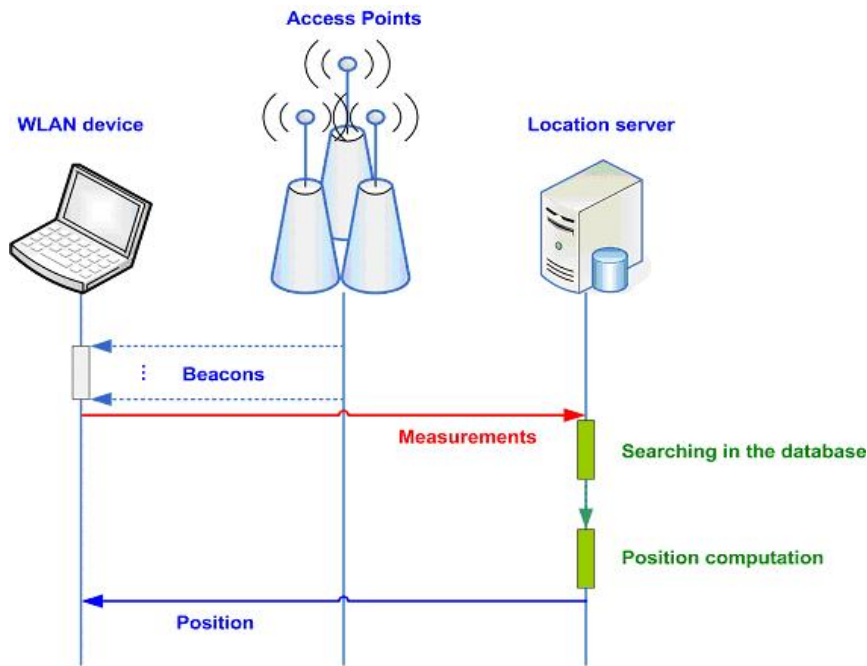 Access Points
WLAN device
Location server
⋮ Beacons
Measurements
Searching in the database
Position computation
Position